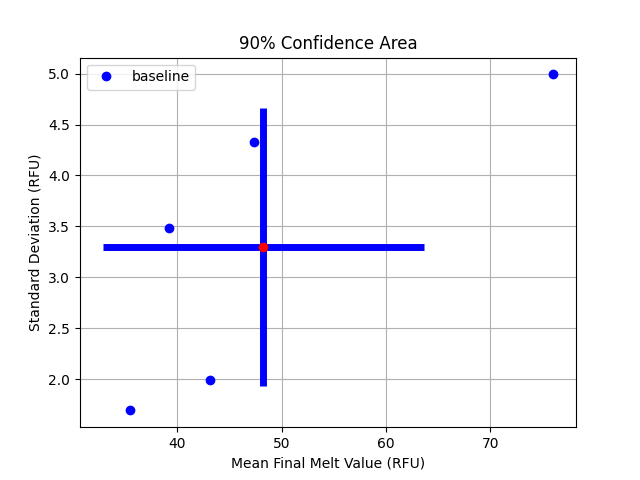 90% Confidence Area
baseline
5.0
4.5
4.0
3.5
3.0
2.5
2.0
Standard Deviation (RFU)
40 50 60 70
Mean Final Melt Value (RFU)